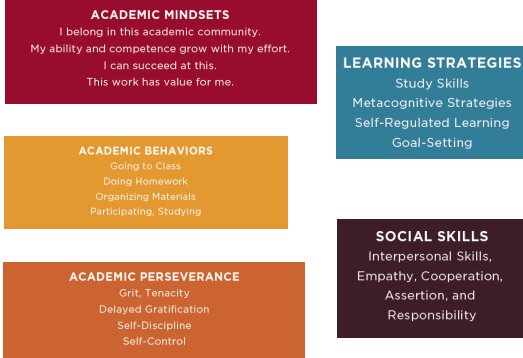 ACADEMIC MINDSETS
I belong in this academic community.
My ability and competence grow with my effort.
I can succeed at this.
This work has value for me.
LEARNING STRATEGIES
Study Skills
Metacognitive Strategies
Self-Regulated Learning
Goal-Setting
ACADEMIC BEHAVIORS
Going to Class
Doing Homework
Organizing Materials
Participating, Studying
SOCIAL SKILLS
Interpersonal Skills,
Empathy, Cooperation,
Assertion, and
Responsibility
ACADEMIC PERSEVERANCE
Grit, Tenacity
Delayed Gratification
Self-Discipline
Self-Control